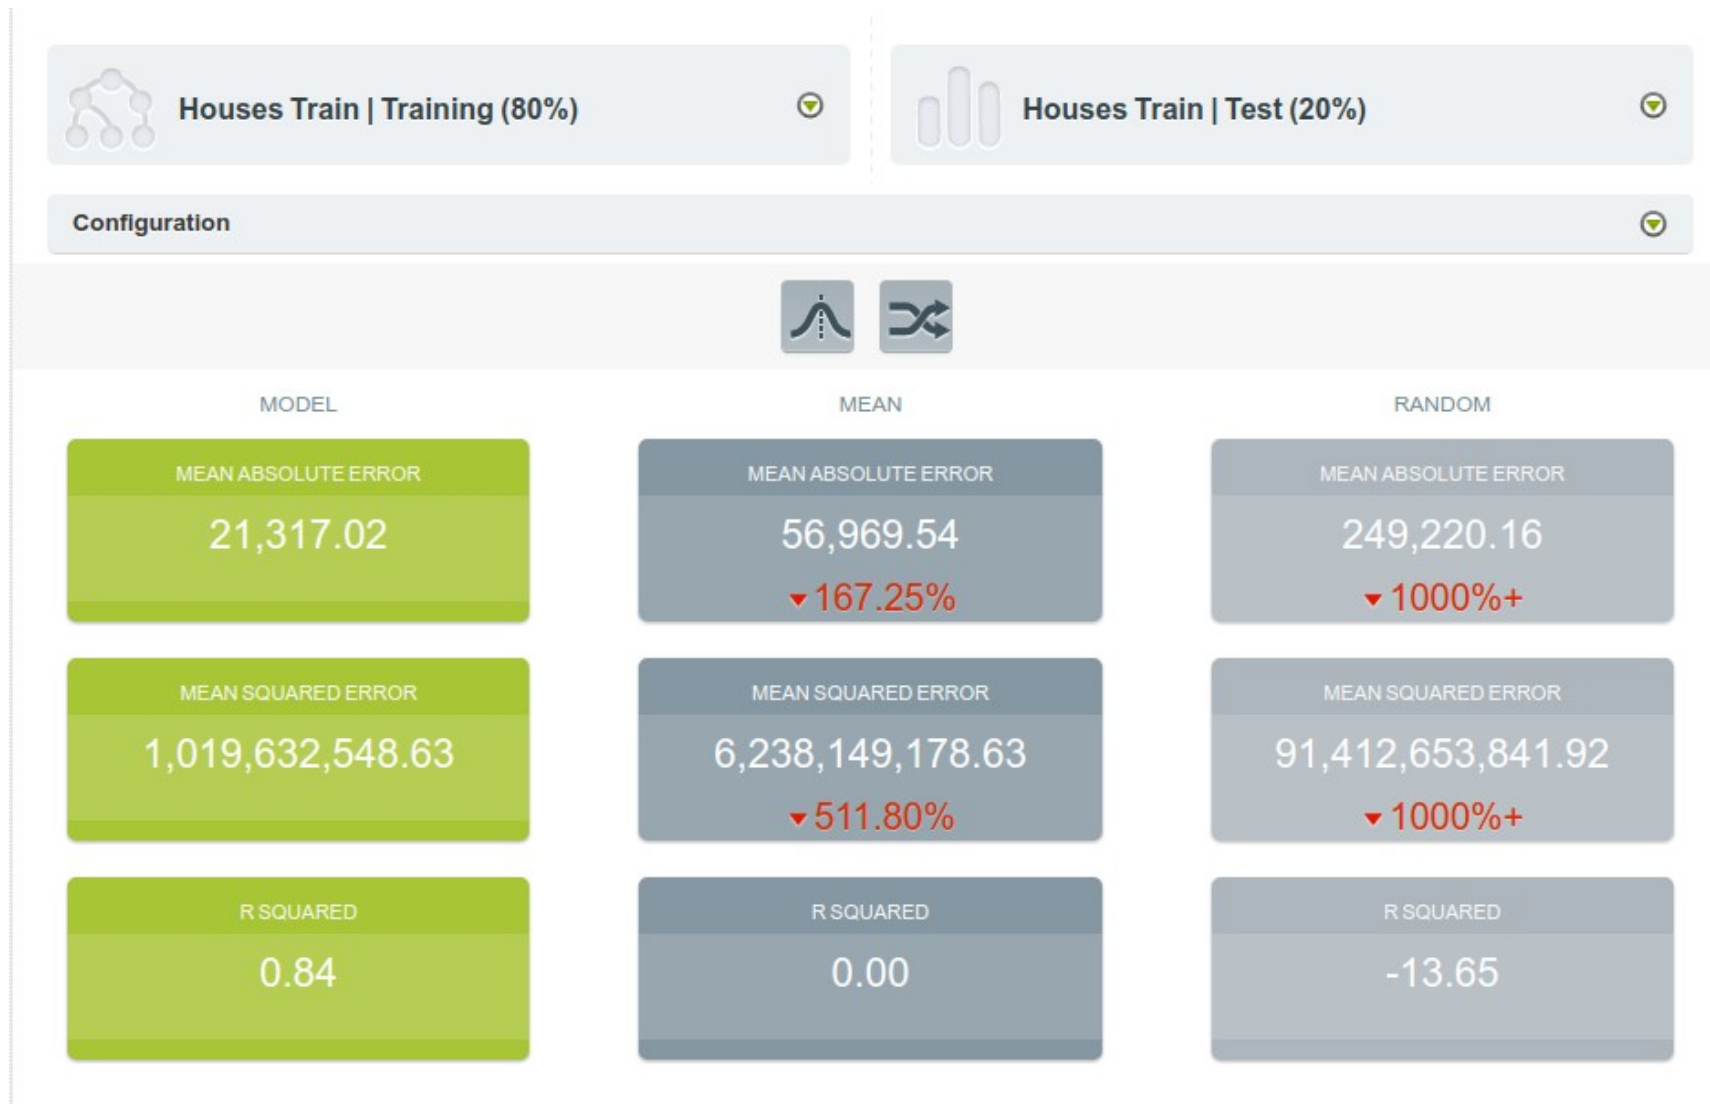 Houses Train | Training (80%)
Houses Train | Test (20%)
Configuration
MODEL
MEAN
RANDOM
MEAN ABSOLUTE ERROR
21,317.02
MEAN ABSOLUTE ERROR
56,969.54
167.25%
MEAN ABSOLUTE ERROR
249,220.16
1000%+
MEAN SQUARED ERROR
1,019,632,548.63
MEAN SQUARED ERROR
6,238,149,178.63
511.80%
MEAN SQUARED ERROR
91,412,653,841.92
1000%+
R SQUARED
0.84
R SQUARED
0.00
R SQUARED
-13.65